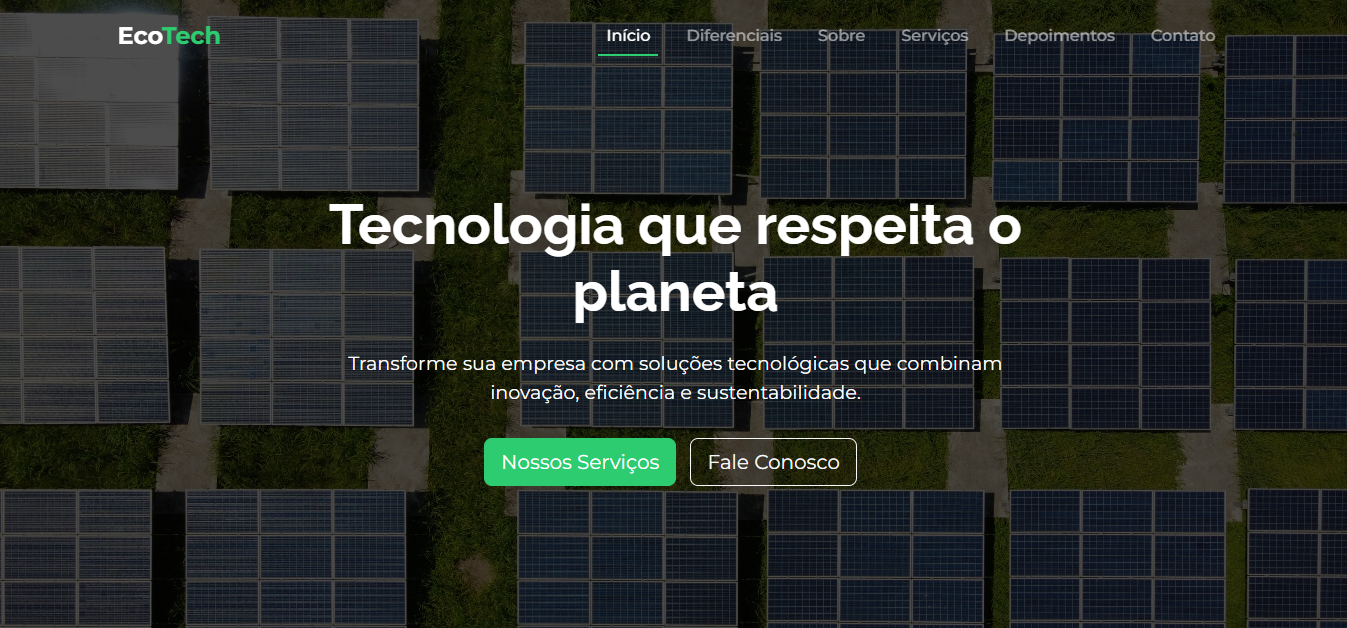 EcoTech
Início Diferenciais Sobre Serviços Depoimentos Contato
Tecnologia que respeita o
planeta
Transforme sua empresa com soluções tecnológicas que combinam
inovação, eficiência e sustentabilidade.
Nossos Serviços
Fale Conosco